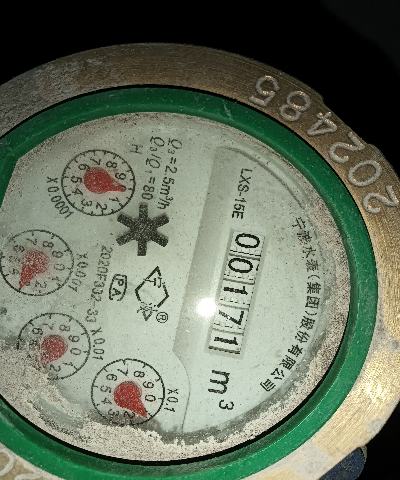 202485
宁波水表(集团)股份有限公司
LXS-15E
00171 m³
Q₃=2.5m³/h
Q₃/Q₁=80
H
2020F332-33
X0.1
X0.01
X0.001
X0.0001